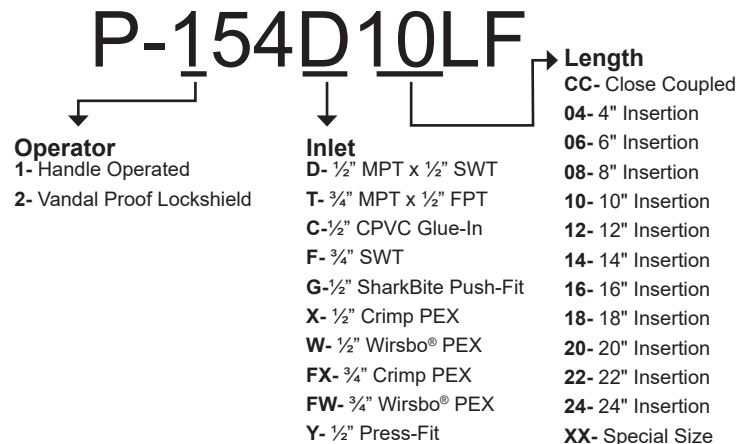 P-154D10LF
Operator
1- Handle Operated
2- Vandal Proof Lockshield
Inlet
D- ½” MPT x ½” SWT
T- ¾” MPT x ½” FPT
C-½” CPVC Glue-In
F- ¾” SWT
G-½” SharkBite Push-Fit
X- ½” Crimp PEX
W- ½” Wirsbo® PEX
FX- ¾” Crimp PEX
FW- ¾” Wirsbo® PEX
Y- ½” Press-Fit
Length
CC- Close Coupled
04- 4" Insertion
06- 6" Insertion
08- 8" Insertion
10- 10" Insertion
12- 12" Insertion
14- 14" Insertion
16- 16" Insertion
18- 18" Insertion
20- 20" Insertion
22- 22" Insertion
24- 24" Insertion
XX- Special Size